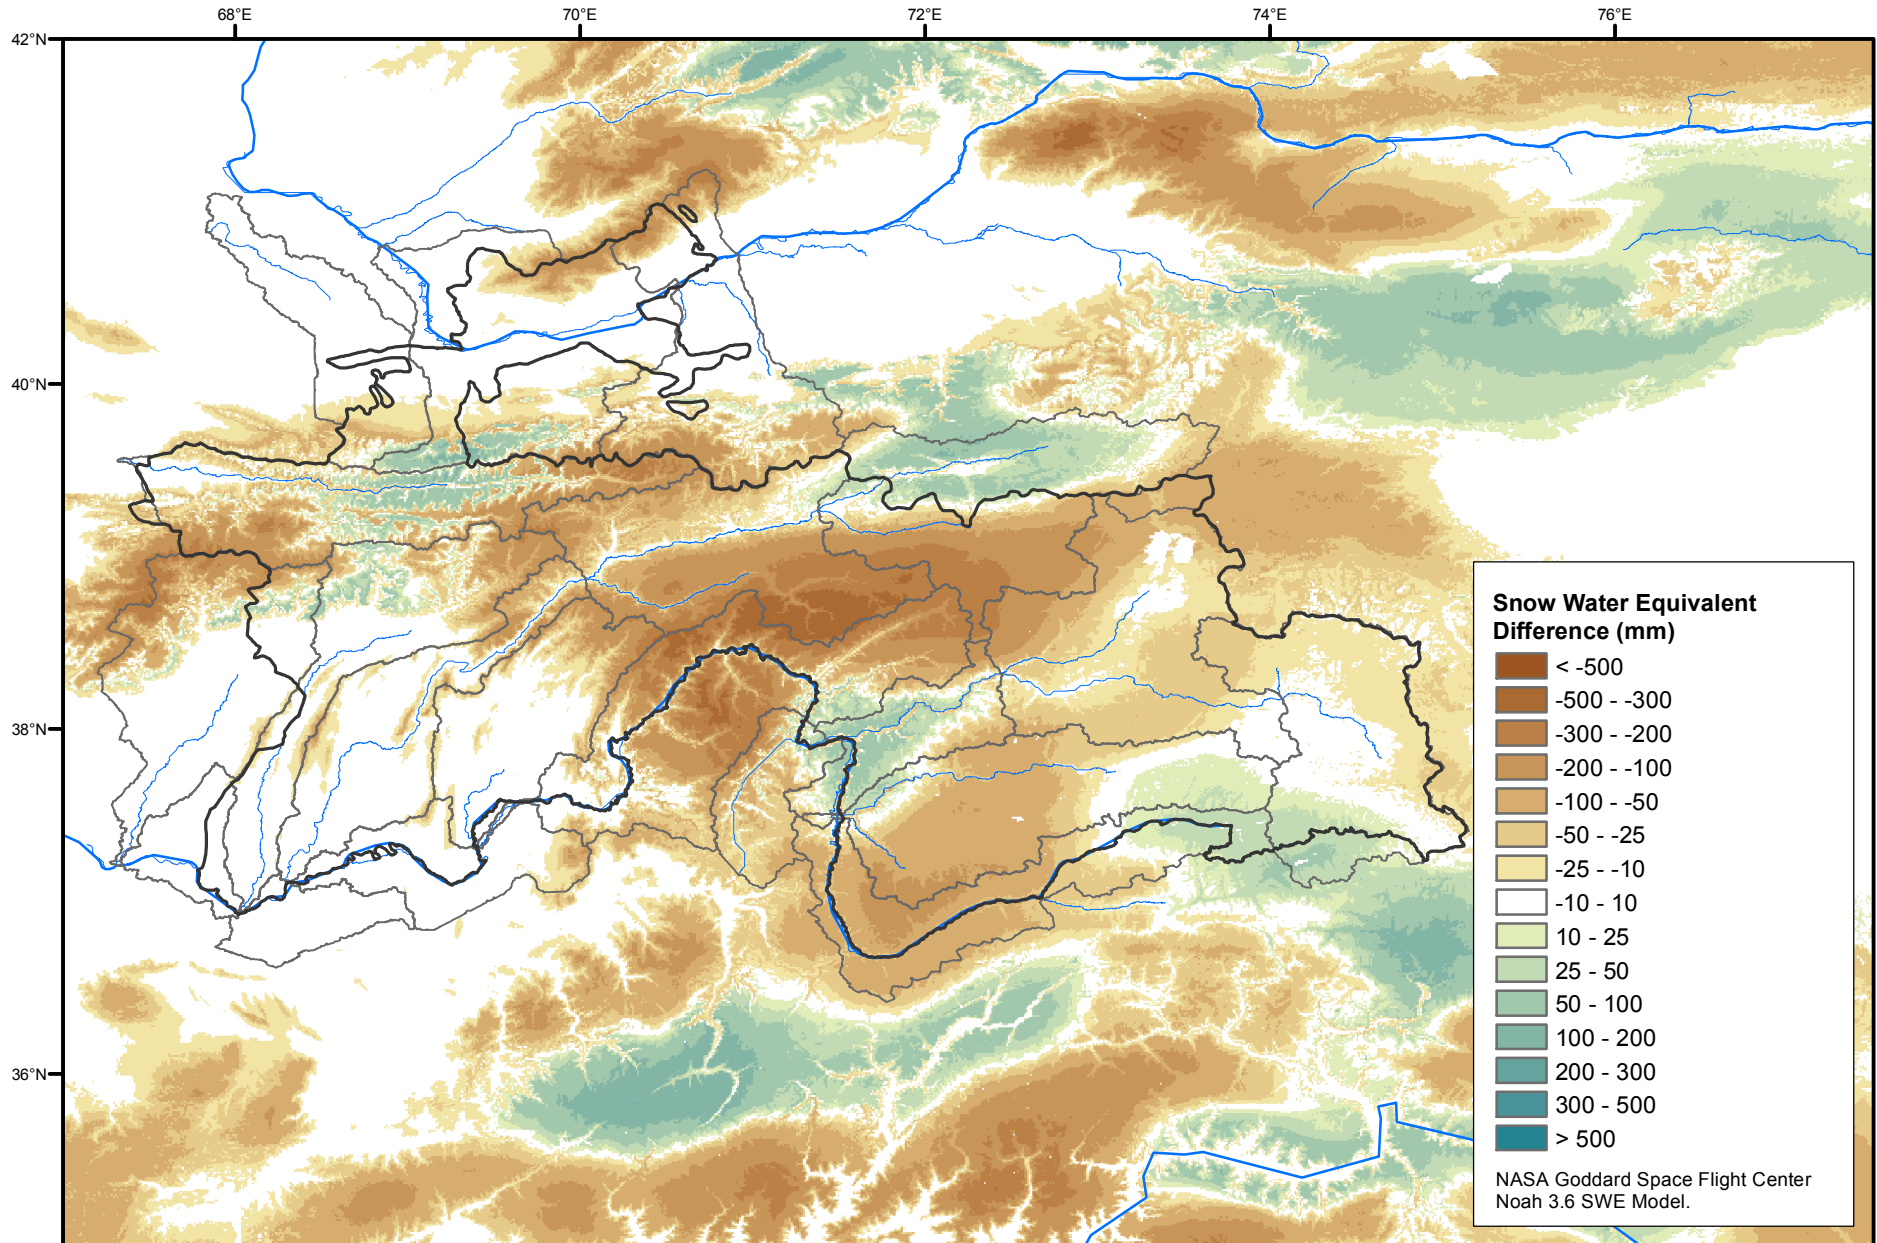 68°E
70°E
72°E
74°E
76°E
42°N
40°N
38°N
36°N
Snow Water Equivalent
Difference (mm)
< -500
-500 - -300
-300 - -200
-200 - -100
-100 - -50
-50 - -25
-25 - -10
-10 - 10
10 - 25
25 - 50
50 - 100
100 - 200
200 - 300
300 - 500
> 500
NASA Goddard Space Flight Center
Noah 3.6 SWE Model.